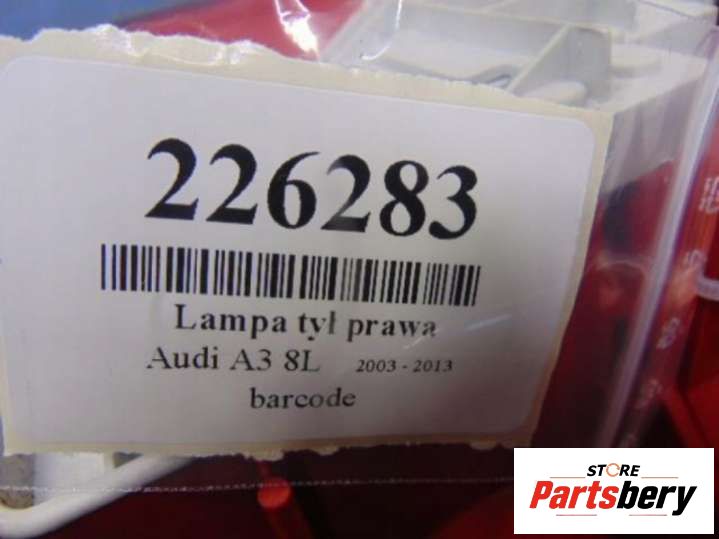 226283
Lampa tył prawa
Audi A3 8L 2003 - 2013
barcode
STORE
Partsbery